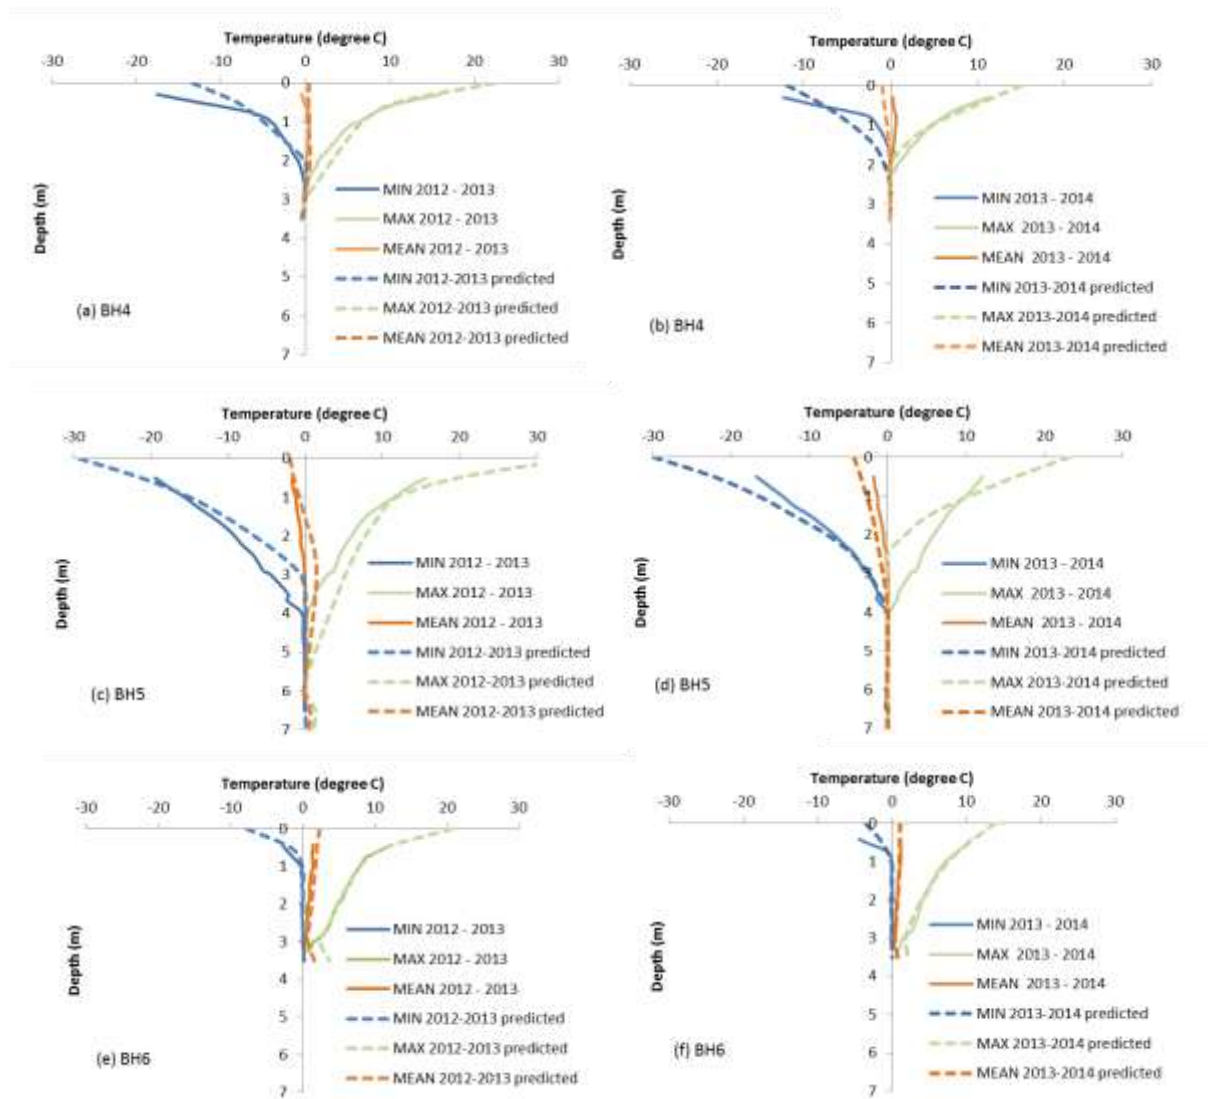 Temperature (degree C)
-30 -20 -10 0 10 20 30
0
1
2
3
4
5
6
7
Depth (m)
MIN 2012 - 2013
MAX 2012 - 2013
MEAN 2012 - 2013
MIN 2012-2013 predicted
MAX 2012-2013 predicted
MEAN 2012-2013 predicted
(a) BH4
Temperature (degree C)
-30 -20 -10 0 10 20 30
0
1
2
3
4
5
6
7
Depth (m)
MIN 2013 - 2014
MAX 2013 - 2014
MEAN 2013 - 2014
MIN 2013-2014 predicted
MAX 2013-2014 predicted
MEAN 2013-2014 predicted
(b) BH4
Temperature (degree C)
-30 -20 -10 0 10 20 30
0
1
2
3
4
5
6
7
Depth (m)
MIN 2012 - 2013
MAX 2012 - 2013
MEAN 2012 - 2013
MIN 2012-2013 predicted
MAX 2012-2013 predicted
MEAN 2012-2013 predicted
(c) BH5
Temperature (degree C)
-30 -20 -10 0 10 20 30
0
1
2
3
4
5
6
7
Depth (m)
MIN 2013 - 2014
MAX 2013 - 2014
MEAN 2013 - 2014
MIN 2013-2014 predicted
MAX 2013-2014 predicted
MEAN 2013-2014 predicted
(d) BH5
Temperature (degree C)
-30 -20 -10 0 10 20 30
0
1
2
3
4
5
6
7
Depth (m)
MIN 2012 - 2013
MAX 2012 - 2013
MEAN 2012 - 2013
MIN 2012-2013 predicted
MAX 2012-2013 predicted
MEAN 2012-2013 predicted
(e) BH6
Temperature (degree C)
-30 -20 -10 0 10 20 30
0
1
2
3
4
5
6
7
Depth (m)
MIN 2013 - 2014
MAX 2013 - 2014
MEAN 2013 - 2014
MIN 2013-2014 predicted
MAX 2013-2014 predicted
MEAN 2013-2014 predicted
(f) BH6